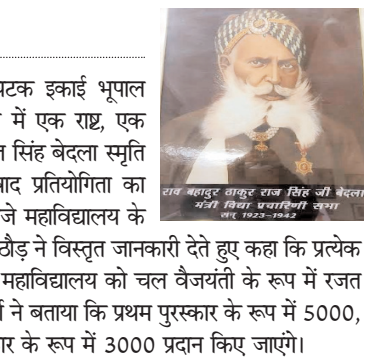 घटक इकाई भूपाल
में एक राष्ट्र, एक
सिंह बेदला स्मृति
प्रतियोगिता का
महाविद्यालय के
राव बहादुर ठाकुर राज सिंह जी बेदला
मंत्री विद्या प्रचारिणी सभा
सन् 1923-1942
ने विस्तृत जानकारी देते हुए कहा कि प्रत्येक
महाविद्यालय को चल वैजयंती के रूप में रजत
ने बताया कि प्रथम पुरस्कार के रूप में 5000,
के रूप में 3000 प्रदान किए जाएंगे।